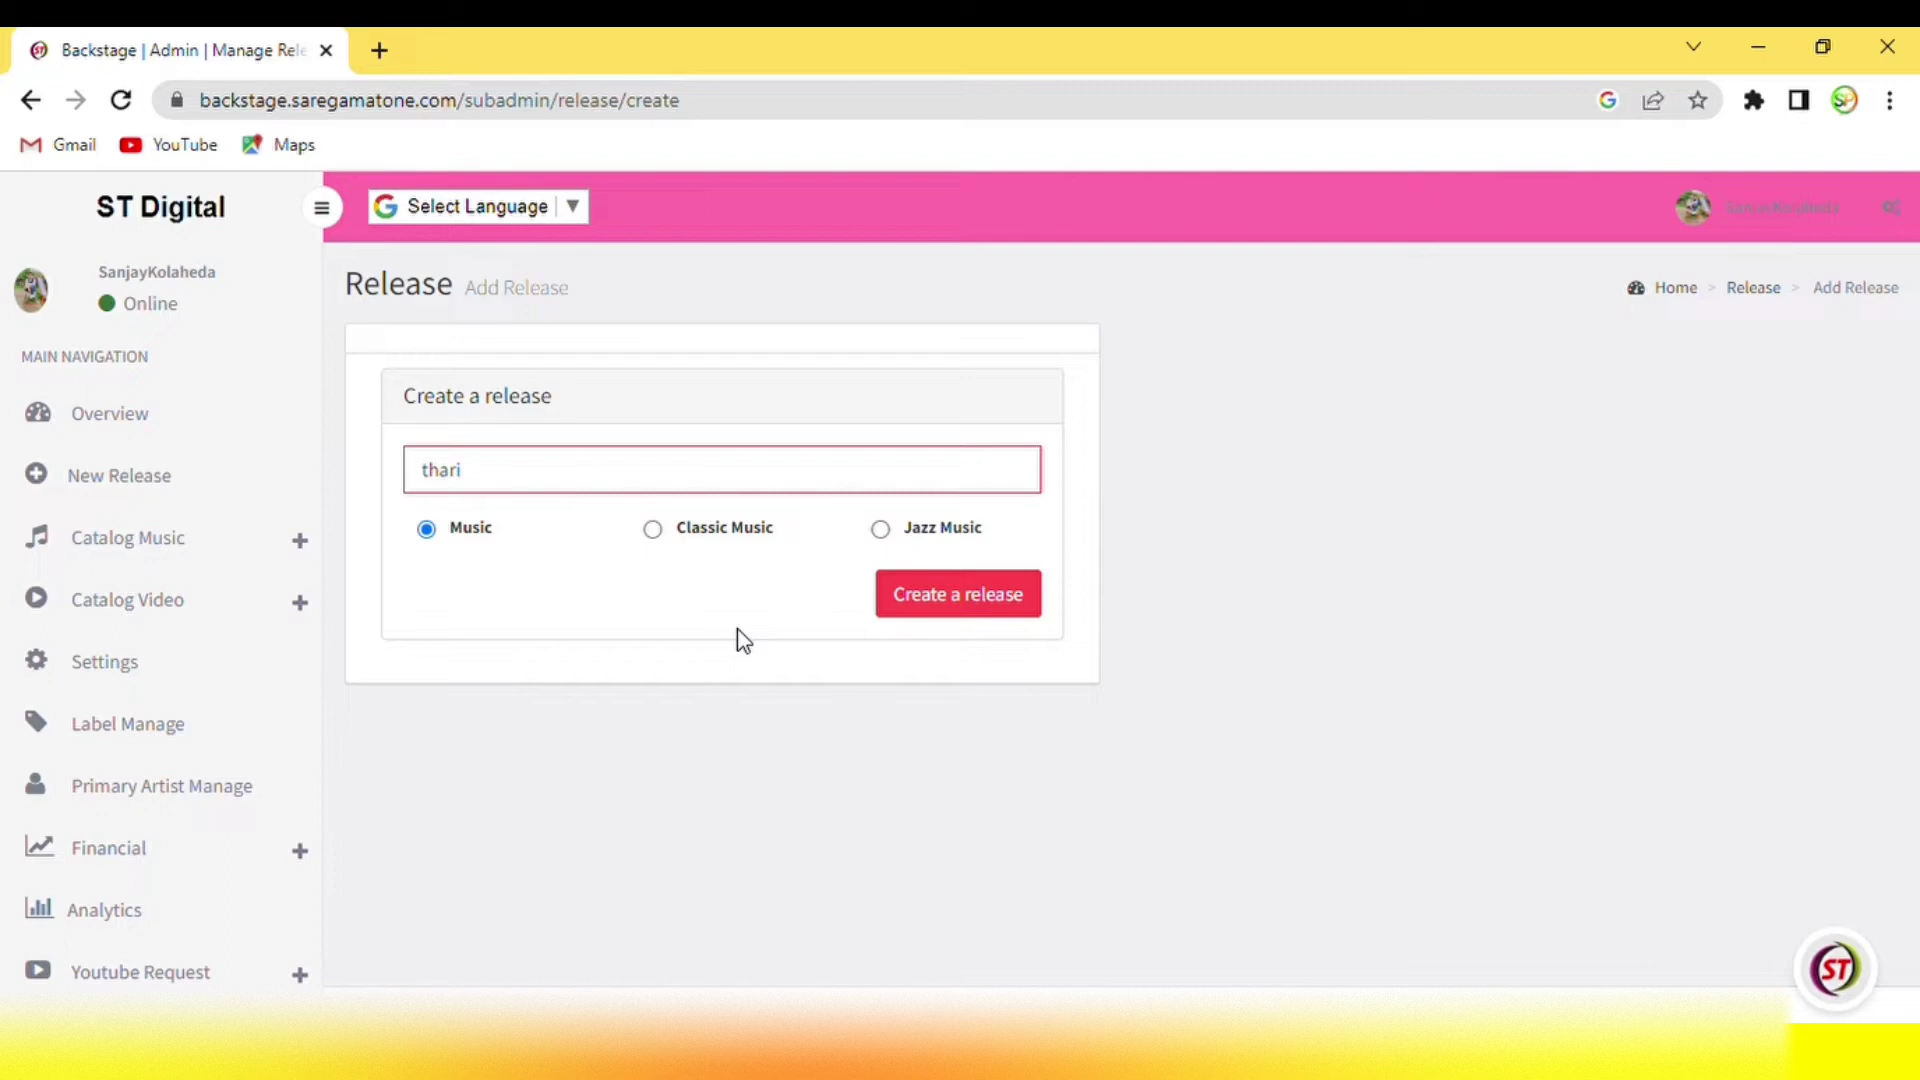 Backstage | Admin | Manage Rele
backstage.saregamatone.com/subadmin/release/create
Gmail
YouTube
Maps
ST Digital
Select Language
SanjayKolaheda
SanjayKolaheda
Online
Release Add Release
Home > Release > Add Release
MAIN NAVIGATION
Overview
New Release
Catalog Music
Catalog Video
Settings
Label Manage
Primary Artist Manage
Financial
Analytics
Youtube Request
Create a release
thari
Music
Classic Music
Jazz Music
Create a release
ST